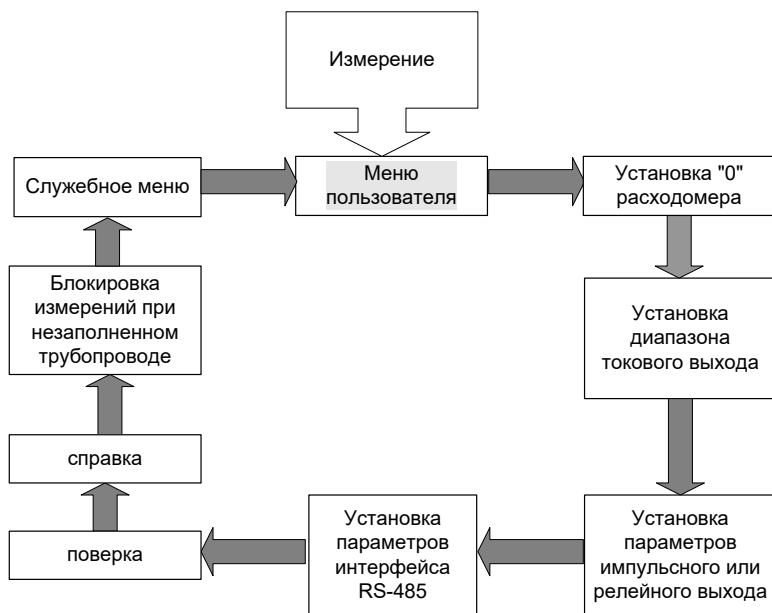 Измерение
Служебное меню
Меню
пользователя
Установка "0"
расходомера
Блокировка
измерений при
незаполненном
трубопроводе
Установка
диапазона
токового выхода
справка
поверка
Установка
параметров
интерфейса
RS-485
Установка
параметров
импульсного или
релейного выхода